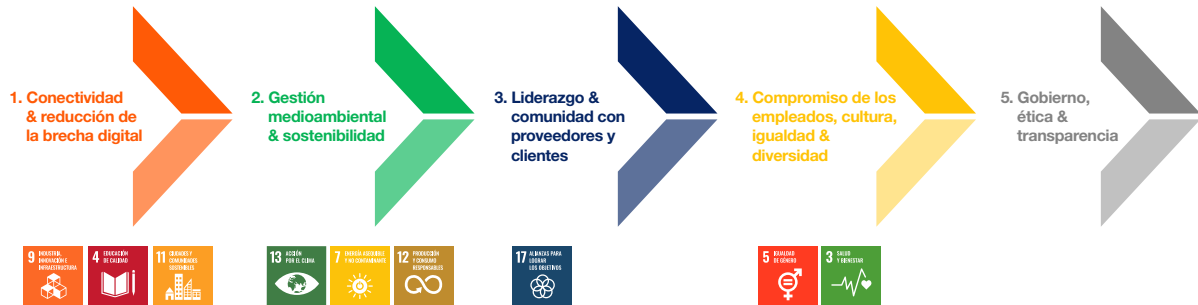 1. Conectividad
& reducción de
la brecha digital
2. Gestión
medioambiental
& sostenibilidad
3. Liderazgo &
comunidad con
proveedores y
clientes
4. Compromiso de los
empleados, cultura,
igualdad &
diversidad
5. Gobierno,
ética &
transparencia
9 INDUSTRIA,
INNOVACIÓN E
INFRAESTRUCTURA
4 EDUCACIÓN
DE CALIDAD
11 CIUDADES Y
COMUNIDADES
SOSTENIBLES
13 ACCIÓN
POR EL CLIMA
7 ENERGÍA ASEQUIBLE
Y NO CONTAMINANTE
12 PRODUCCIÓN
Y CONSUMO
RESPONSABLES
17 ALIANZAS PARA
LOGRAR
LOS OBJETIVOS
5 IGUALDAD
DE GÉNERO
3 SALUD
Y BIENESTAR